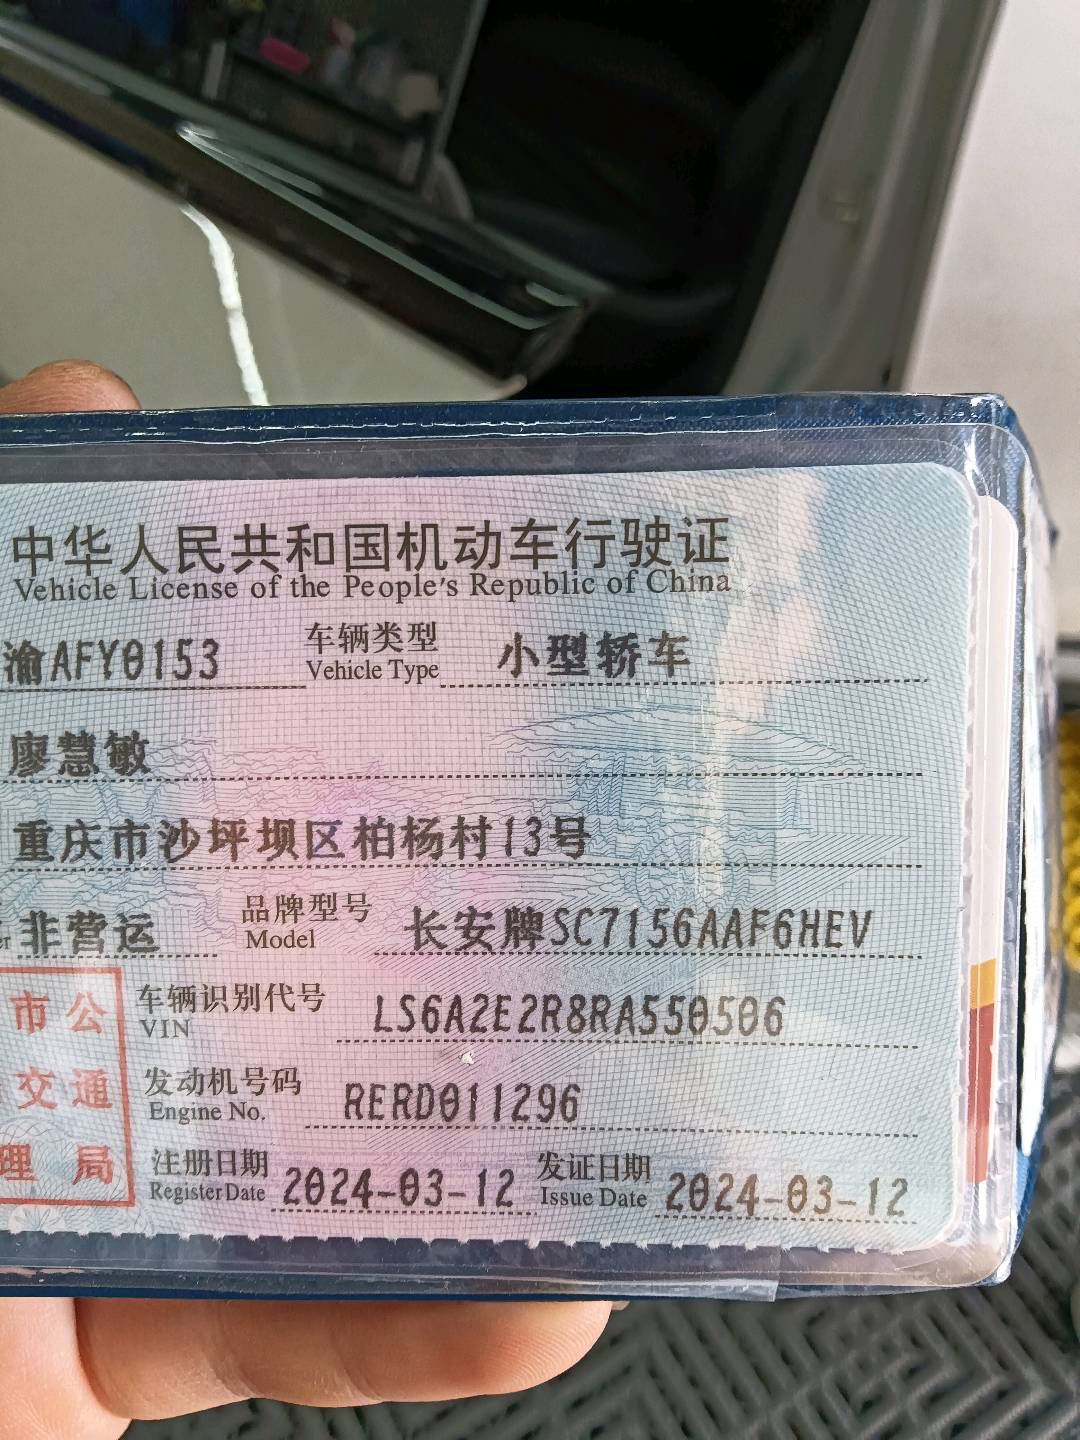 中华人民共和国机动车行驶证
Vehicle License of the People's Republic of China
渝AFY0153 车辆类型 Vehicle Type 小型轿车
廖慧敏
重庆市沙坪坝区柏杨村13号
非营运 品牌型号 Model 长安牌SC7156AAF6HEV
市公 车辆识别代号 VIN LS6A2E2R8RA550506
交通 发动机号码 Engine No. RERD011296
理局 注册日期 Register Date 2024-03-12 发证日期 Issue Date 2024-03-12